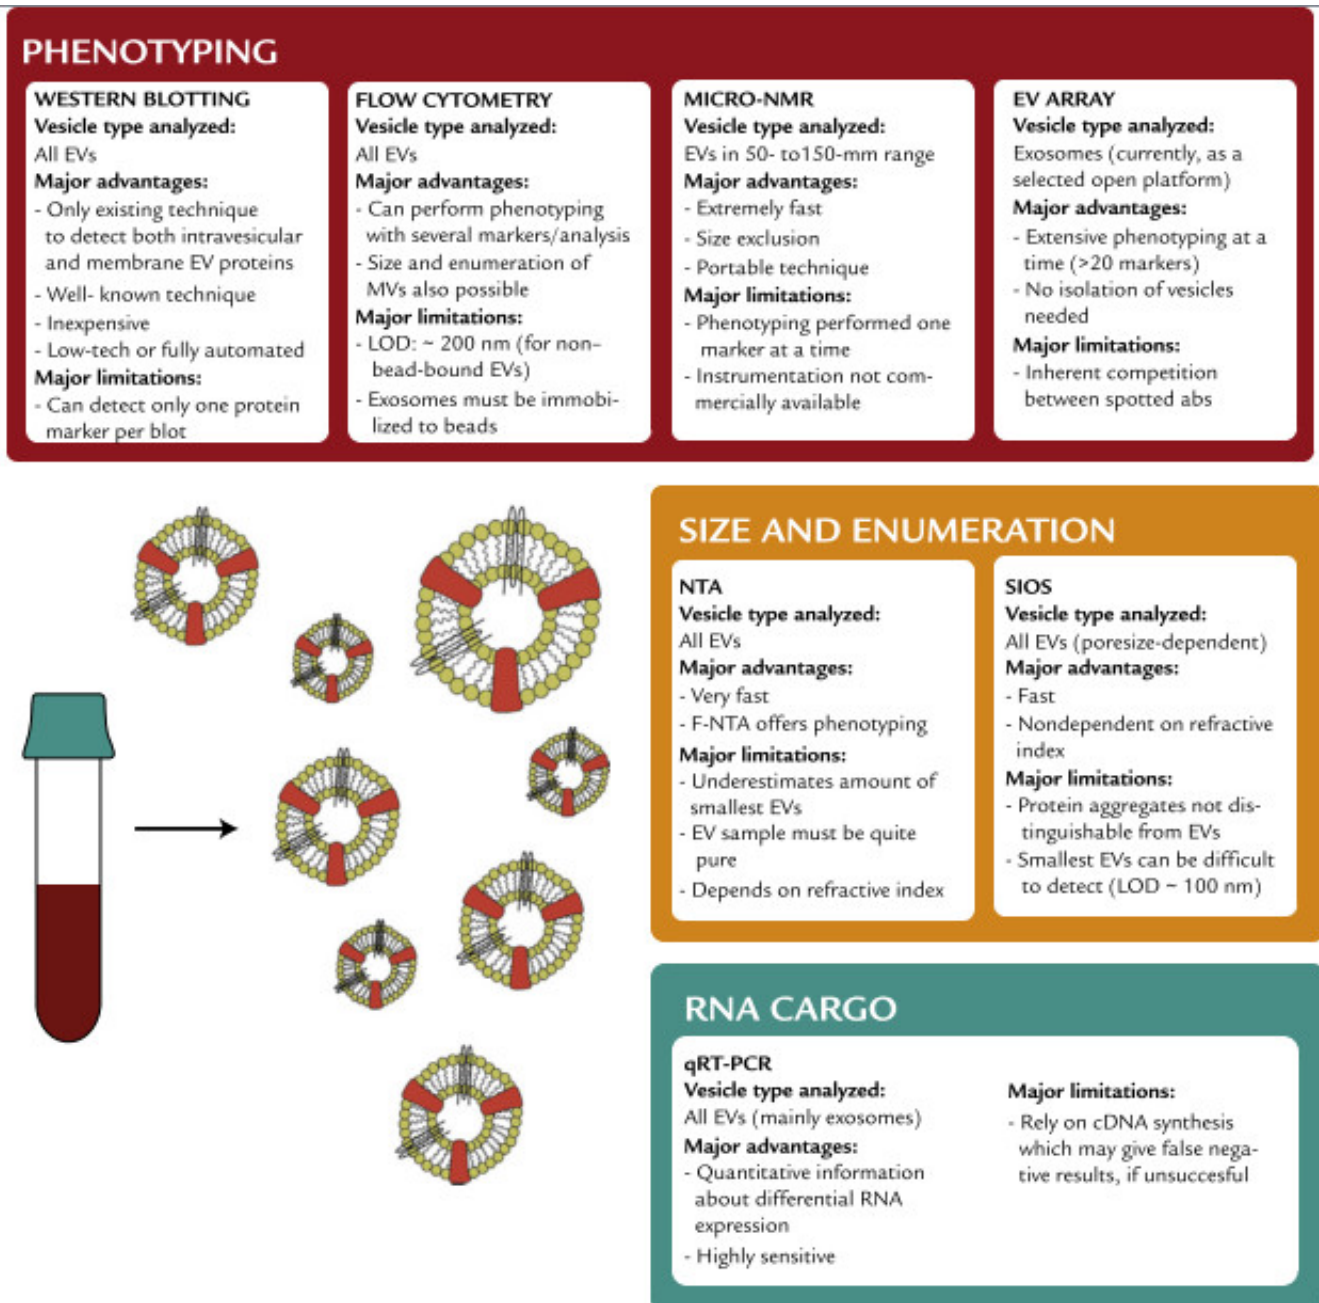 PHENOTYPING
WESTERN BLOTTING
Vesicle type analyzed:
All EVs
Major advantages:
- Only existing technique
to detect both intravesicular
and membrane EV proteins
- Well- known technique
- Inexpensive
- Low-tech or fully automated
Major limitations:
- Can detect only one protein
marker per blot
FLOW CYTOMETRY
Vesicle type analyzed:
All EVs
Major advantages:
- Can perform phenotyping
with several markers/analysis
- Size and enumeration of
MVs also possible
Major limitations:
- LOD: ~ 200 nm (for non-
bead-bound EVs)
- Exosomes must be immobi-
lized to beads
MICRO-NMR
Vesicle type analyzed:
EVs in 50- to150-mm range
Major advantages:
- Extremely fast
- Size exclusion
- Portable technique
Major limitations:
- Phenotyping performed one
marker at a time
- Instrumentation not com-
mercially available
EV ARRAY
Vesicle type analyzed:
Exosomes (currently, as a
selected open platform)
Major advantages:
- Extensive phenotyping at a
time (>20 markers)
- No isolation of vesicles
needed
Major limitations:
- Inherent competition
between spotted abs
SIZE AND ENUMERATION
NTA
Vesicle type analyzed:
All EVs
Major advantages:
- Very fast
- F-NTA offers phenotyping
Major limitations:
- Underestimates amount of
smallest EVs
- EV sample must be quite
pure
- Depends on refractive index
SIOS
Vesicle type analyzed:
All EVs (poresize-dependent)
Major advantages:
- Fast
- Nondependent on refractive
index
Major limitations:
- Protein aggregates not dis-
tinguishable from EVs
- Smallest EVs can be difficult
to detect (LOD ~ 100 nm)
RNA CARGO
qRT-PCR
Vesicle type analyzed:
All EVs (mainly exosomes)
Major advantages:
- Quantitative information
about differential RNA
expression
- Highly sensitive
Major limitations:
- Rely on cDNA synthesis
which may give false nega-
tive results, if unsuccesful